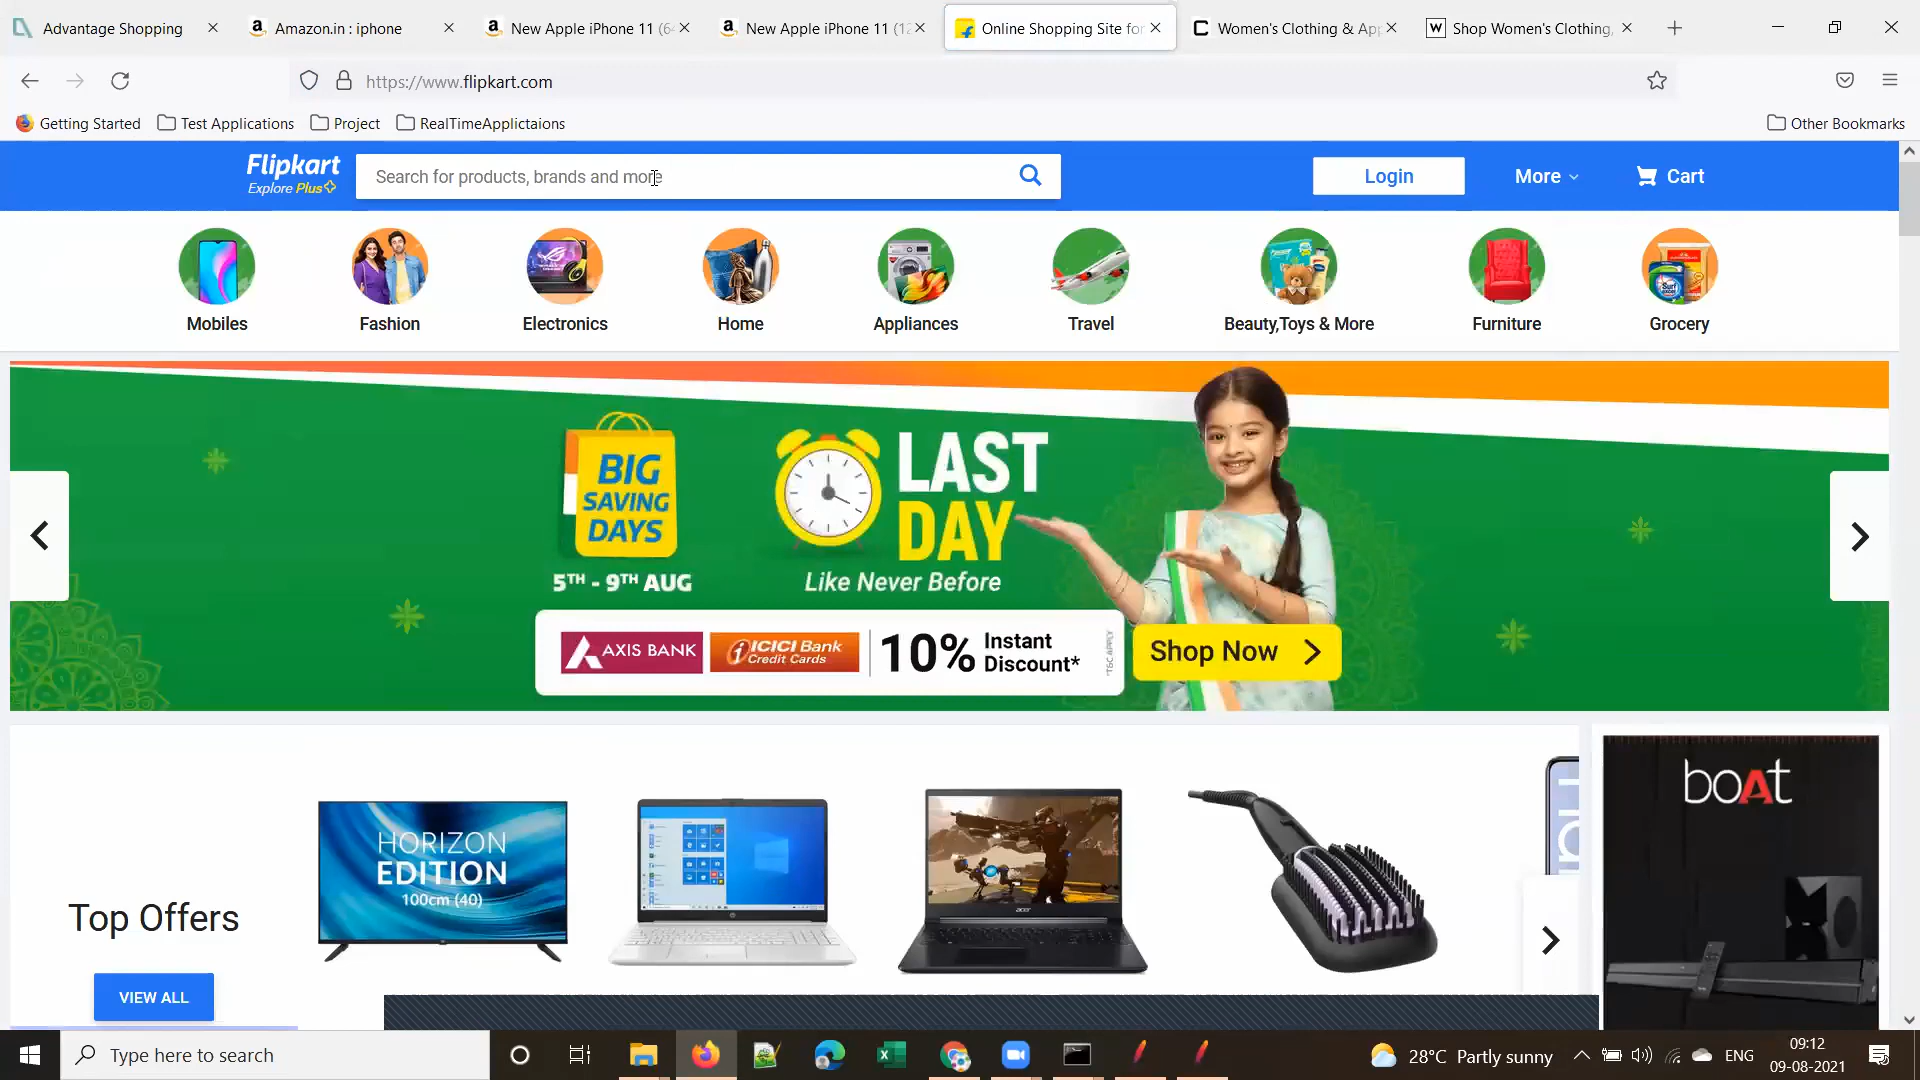 Advantage Shopping
Amazon.in : iphone
New Apple iPhone 11 (64
New Apple iPhone 11 (12
Online Shopping Site for
Women's Clothing & App
Shop Women's Clothing,
https://www.flipkart.com
Getting Started
Test Applications
Project
RealTimeApplictaions
Other Bookmarks
Flipkart
Explore Plus
Search for products, brands and more
Login
More
Cart
Mobiles
Fashion
Electronics
Home
Appliances
Travel
Beauty,Toys & More
Furniture
Grocery
BIG
SAVING
DAYS
5TH - 9TH AUG
LAST
DAY
Like Never Before
AXIS BANK
ICICI Bank
Credit Cards
10% Instant
Discount*
*T&C APPLY
Shop Now
Top Offers
VIEW ALL
HORIZON
EDITION
100cm (40)
acer
boAt
Type here to search
28°C Partly sunny
ENG
09:12
09-08-2021